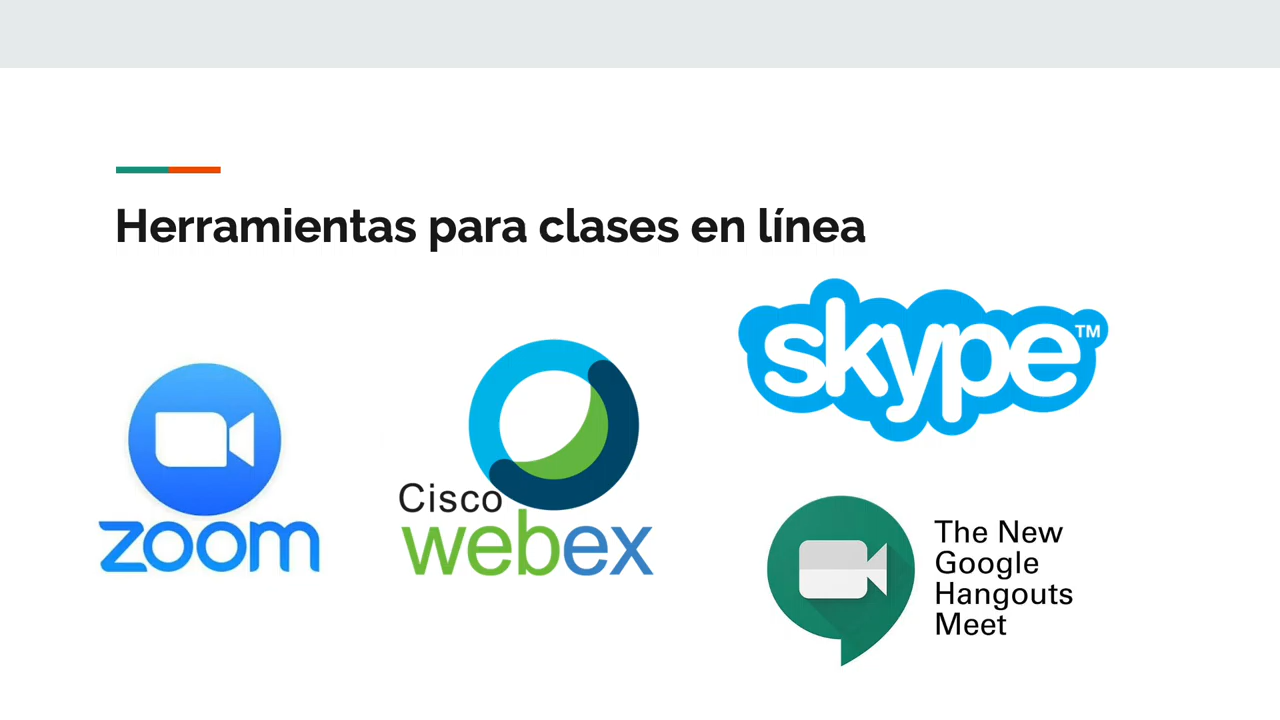 Herramientas para clases en línea
skype™
zoom
Cisco
webex
The New
Google
Hangouts
Meet